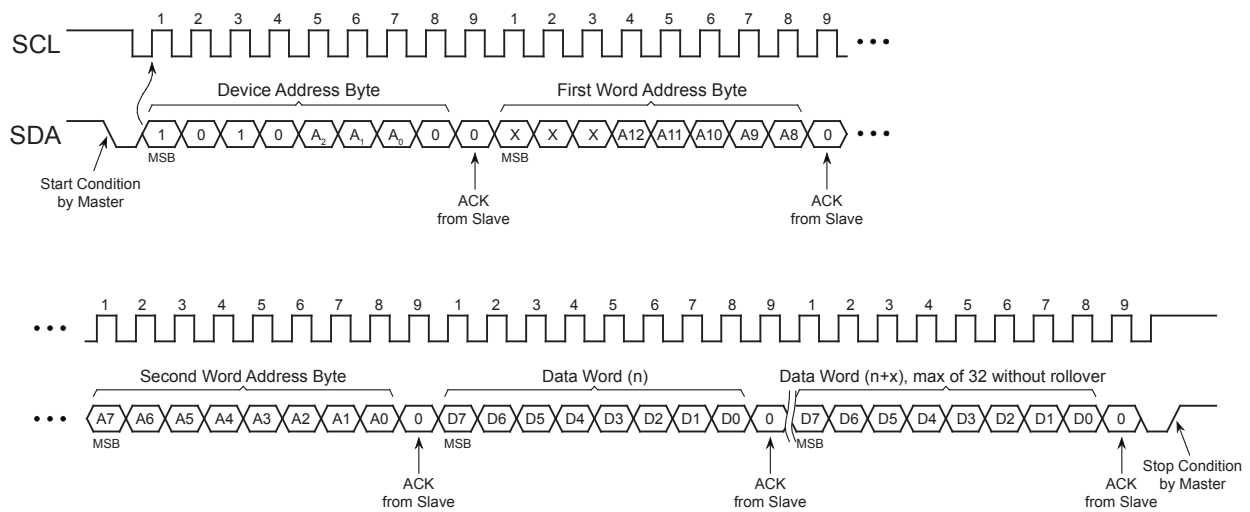 1 2 3 4 5 6 7 8 9 1 2 3 4 5 6 7 8 9
SCL
Device Address Byte First Word Address Byte
SDA 1 0 1 0 A2 A1 A0 0 0 X X X A12 A11 A10 A9 A8 0
MSB MSB
Start Condition
by Master
ACK
from Slave
ACK
from Slave
1 2 3 4 5 6 7 8 9 1 2 3 4 5 6 7 8 9 1 2 3 4 5 6 7 8 9
Second Word Address Byte Data Word (n) Data Word (n+x), max of 32 without rollover
A7 A6 A5 A4 A3 A2 A1 A0 0 D7 D6 D5 D4 D3 D2 D1 D0 0 D7 D6 D5 D4 D3 D2 D1 D0 0
MSB MSB MSB
ACK
from Slave
ACK
from Slave
ACK
from Slave
Stop Condition
by Master